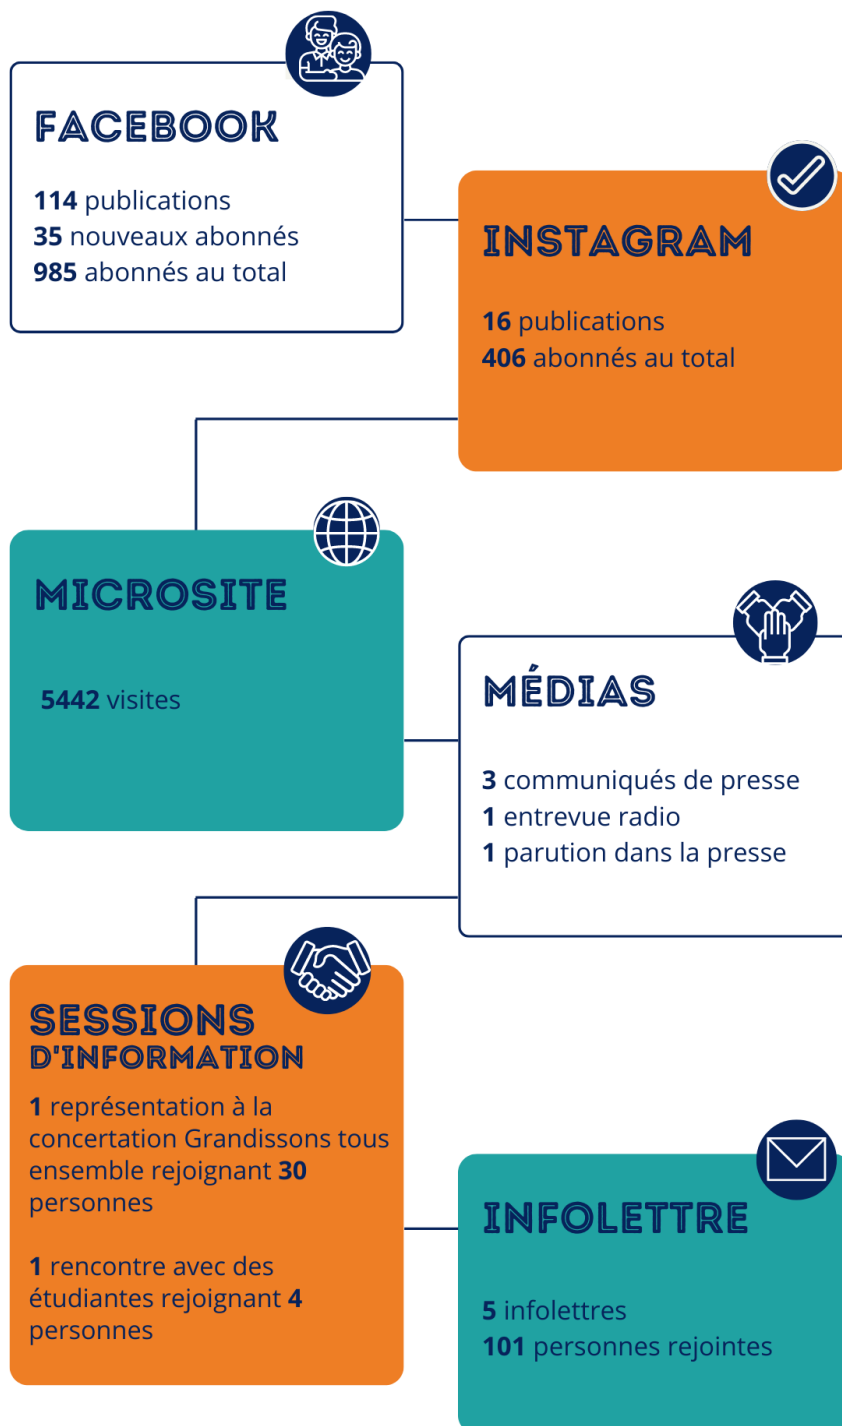 FACEBOOK
114 publications
35 nouveaux abonnés
985 abonnés au total
INSTAGRAM
16 publications
406 abonnés au total
MICROSITE
5442 visites
MÉDIAS
3 communiqués de presse
1 entrevue radio
1 parution dans la presse
SESSIONS
D'INFORMATION
1 représentation à la
concertation Grandissons tous
ensemble rejoignant 30
personnes
1 rencontre avec des
étudiantes rejoignant 4
personnes
INFOLETTRE
5 infolettres
101 personnes rejointes